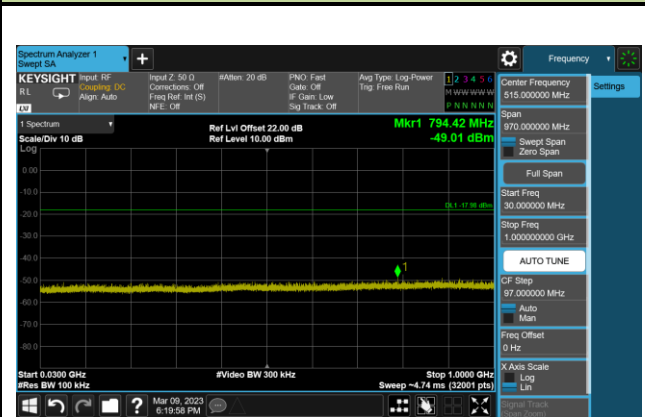 Spectrum Analyzer 1
Swept SA
+
Frequency
KEYSIGHT
RL
LXI
Input: RF
Coupling: DC
Align: Auto
Input Z: 50 Ω
Corrections: Off
Freq Ref: Int (S)
NFE: Off
#Atten: 20 dB
PNO: Fast
Gate: Off
IF Gain: Low
Sig Track: Off
Avg Type: Log-Power
Trig: Free Run
1 2 3 4 5 6
M W W W W W
P N N N N N
Center Frequency
515.000000 MHz
Settings
1 Spectrum
Scale/Div 10 dB
Log
Ref Lvl Offset 22.00 dB
Ref Level 10.00 dBm
Mkr1 794.42 MHz
-49.01 dBm
Span
970.000000 MHz
Swept Span
Zero Span
Full Span
Start Freq
30.000000 MHz
Stop Freq
1.000000000 GHz
AUTO TUNE
CF Step
97.000000 MHz
Auto
Man
Freq Offset
0 Hz
X Axis Scale
Log
Lin
Signal Track
(Span Zoom)
0.00
-10.0
-20.0
-30.0
-40.0
-50.0
-60.0
-70.0
-80.0
DL1 -17.98 dBm
1
Start 0.0300 GHz
#Res BW 100 kHz
#Video BW 300 kHz
Stop 1.0000 GHz
Sweep ~4.74 ms (32001 pts)
?
Mar 09, 2023
6:19:58 PM